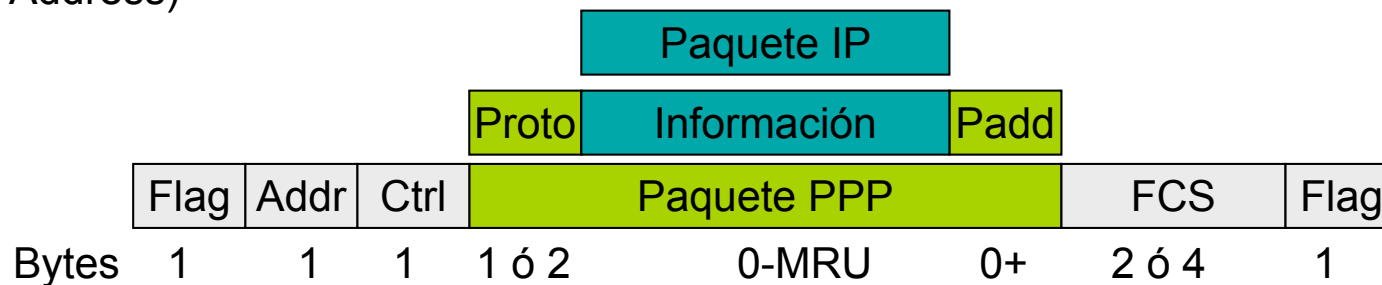 Address)
Paquete IP
Proto Información Padd
Flag Addr Ctrl Paquete PPP FCS Flag
Bytes 1 1 1 1 ó 2 0-MRU 0+ 2 ó 4 1